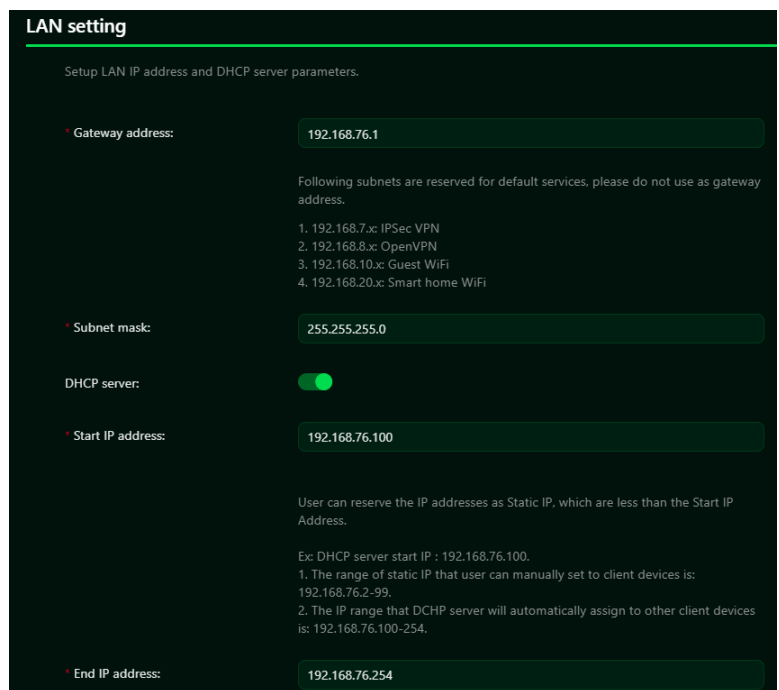 LAN setting
Setup LAN IP address and DHCP server parameters.
* Gateway address:
192.168.76.1
Following subnets are reserved for default services, please do not use as gateway
address.
1. 192.168.7.x: IPSec VPN
2. 192.168.8.x: OpenVPN
3. 192.168.10.x: Guest WiFi
4. 192.168.20.x: Smart home WiFi
* Subnet mask:
255.255.255.0
DHCP server:
* Start IP address:
192.168.76.100
User can reserve the IP addresses as Static IP, which are less than the Start IP
Address.
Ex: DHCP server start IP : 192.168.76.100.
1. The range of static IP that user can manually set to client devices is:
192.168.76.2-99.
2. The IP range that DCHP server will automatically assign to other client devices
is: 192.168.76.100-254.
* End IP address:
192.168.76.254